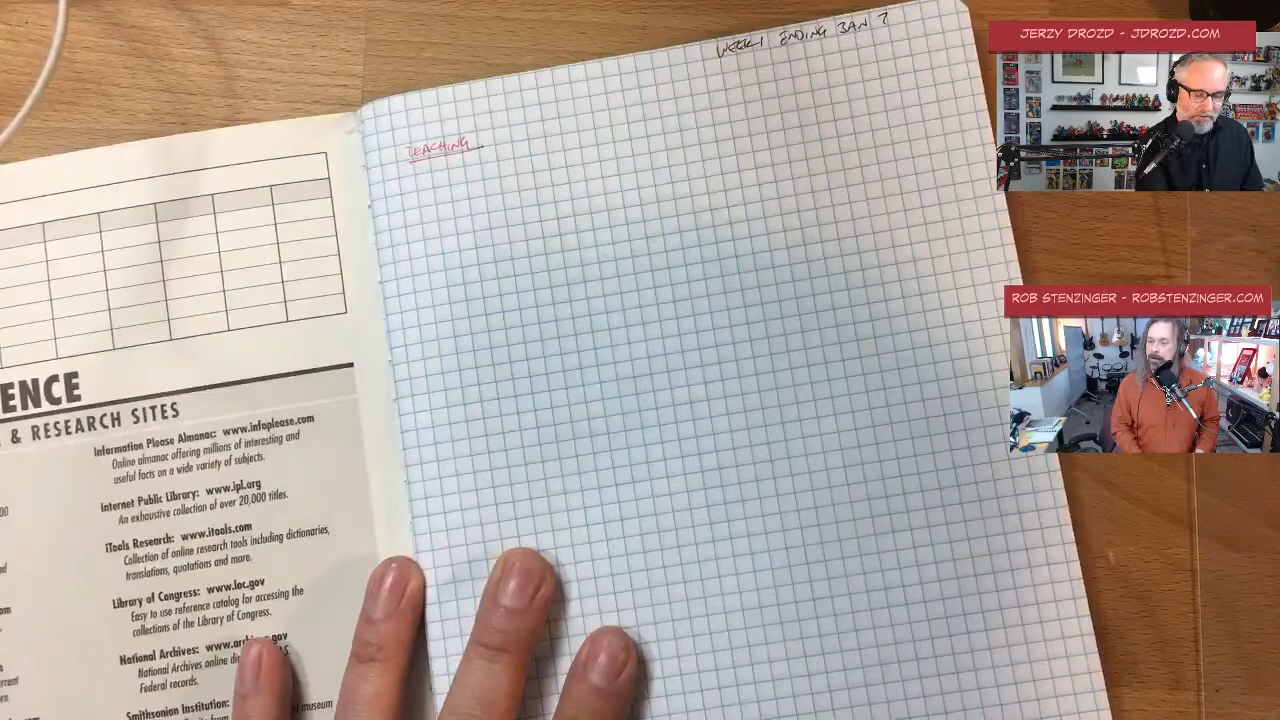 WEEK ENDING JAN 7
TEACHING
ENCE
& RESEARCH SITES
Information Please Almanac: www.infoplease.com
Online almanac offering millions of interesting and
useful facts on a wide variety of subjects.
Internet Public Library: www.ipl.org
An exhaustive collection of over 20,000 titles.
iTools Research: www.itools.com
Collection of online research tools including dictionaries,
translations, quotations and more.
Library of Congress: www.loc.gov
Easy to use reference catalog for accessing the
collections of the Library of Congress.
National Archives:
National Archives online
Federal records.
Smithsonian Institution:
museum
JERZY DROZD - JDROZD.COM
ROB STENZINGER - ROBSTENZINGER.COM